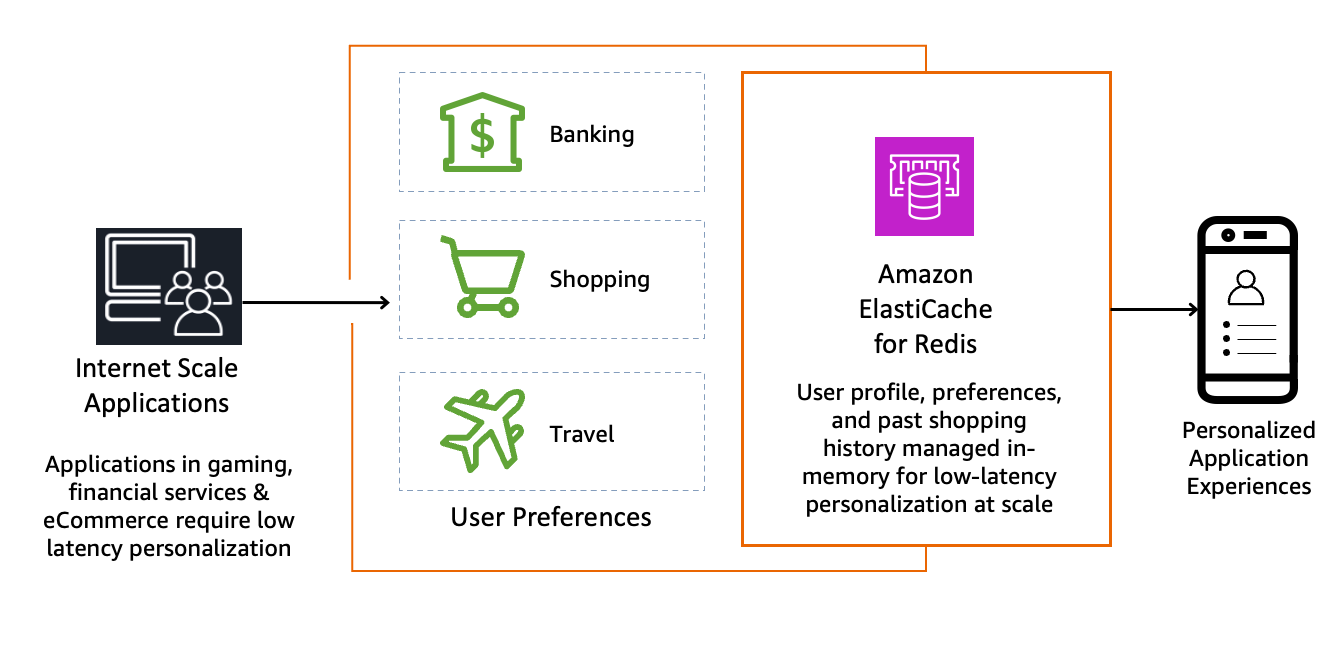 Internet Scale
Applications
Applications in gaming,
financial services &
eCommerce require low
latency personalization
$
Banking
Shopping
Travel
User Preferences
Amazon
ElastiCache
for Redis
User profile, preferences,
and past shopping
history managed in-
memory for low-latency
personalization at scale
Personalized
Application
Experiences